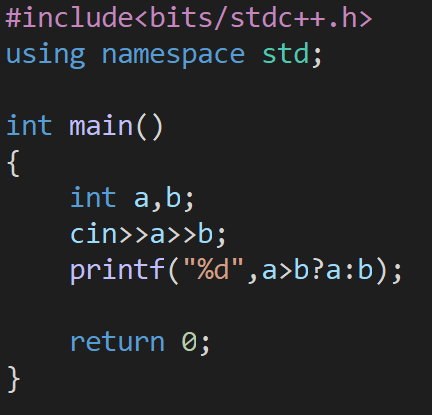 #include<bits/stdc++.h>
using namespace std;

int main()
{
    int a,b;
    cin>>a>>b;
    printf("%d",a>b?a:b);

    return 0;
}